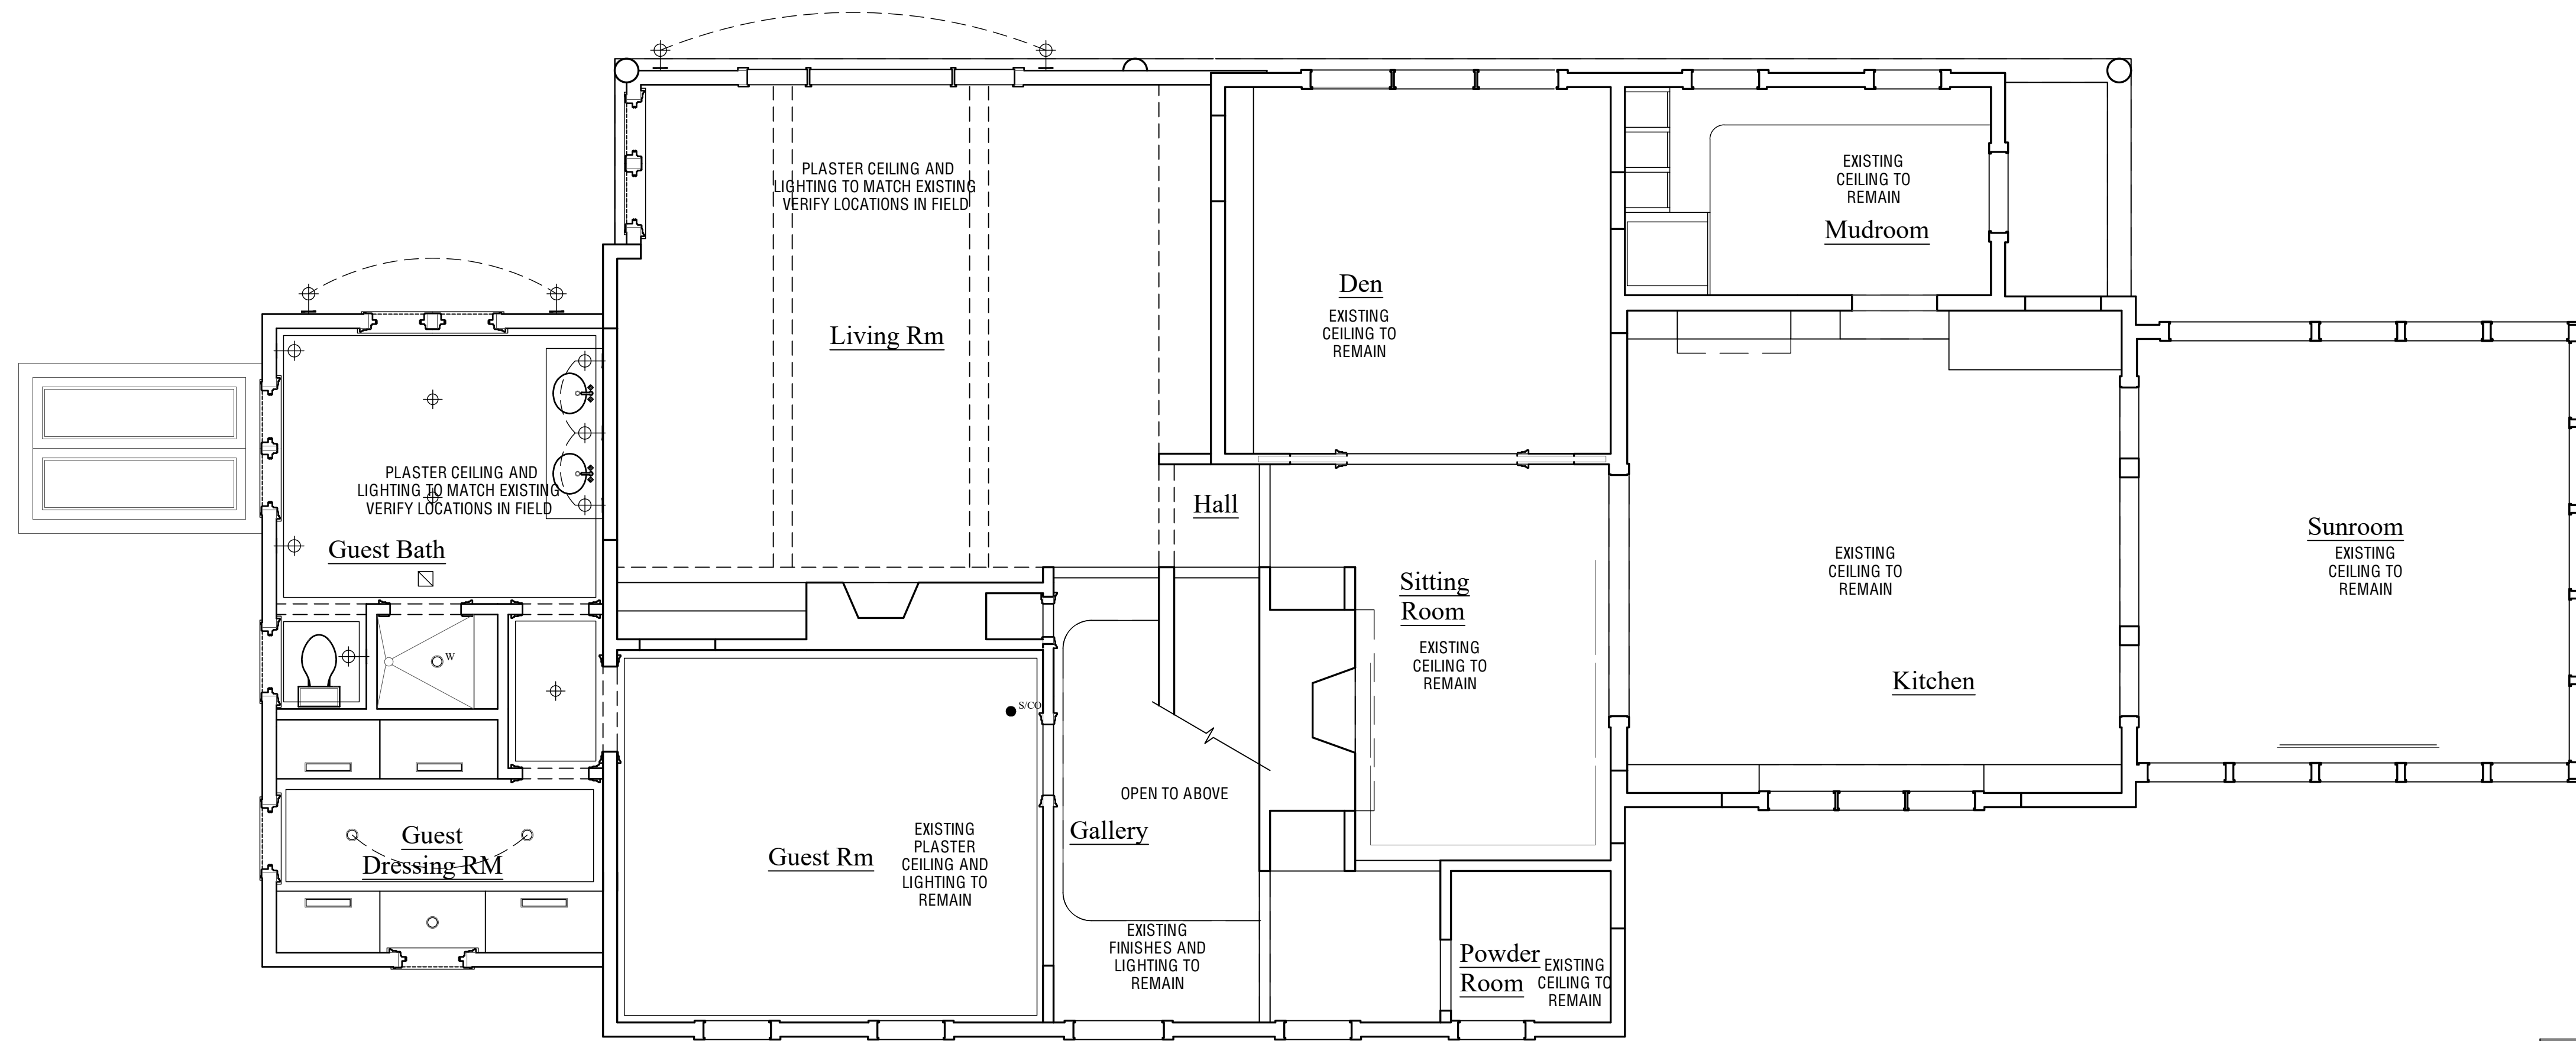 PLASTER CEILING AND
LIGHTING TO MATCH EXISTING
VERIFY LOCATIONS IN FIELD
Living Rm
Den
EXISTING
CEILING TO
REMAIN
EXISTING
CEILING TO
REMAIN
Mudroom
PLASTER CEILING AND
LIGHTING TO MATCH EXISTING
VERIFY LOCATIONS IN FIELD
Guest Bath
Hall
Sitting
Room
EXISTING
CEILING TO
REMAIN
EXISTING
CEILING TO
REMAIN
Kitchen
Sunroom
EXISTING
CEILING TO
REMAIN
W
S/CO
Guest
Dressing RM
Guest Rm
EXISTING
PLASTER
CEILING AND
LIGHTING TO
REMAIN
OPEN TO ABOVE
Gallery
EXISTING
FINISHES AND
LIGHTING TO
REMAIN
Powder
Room
EXISTING
CEILING TO
REMAIN